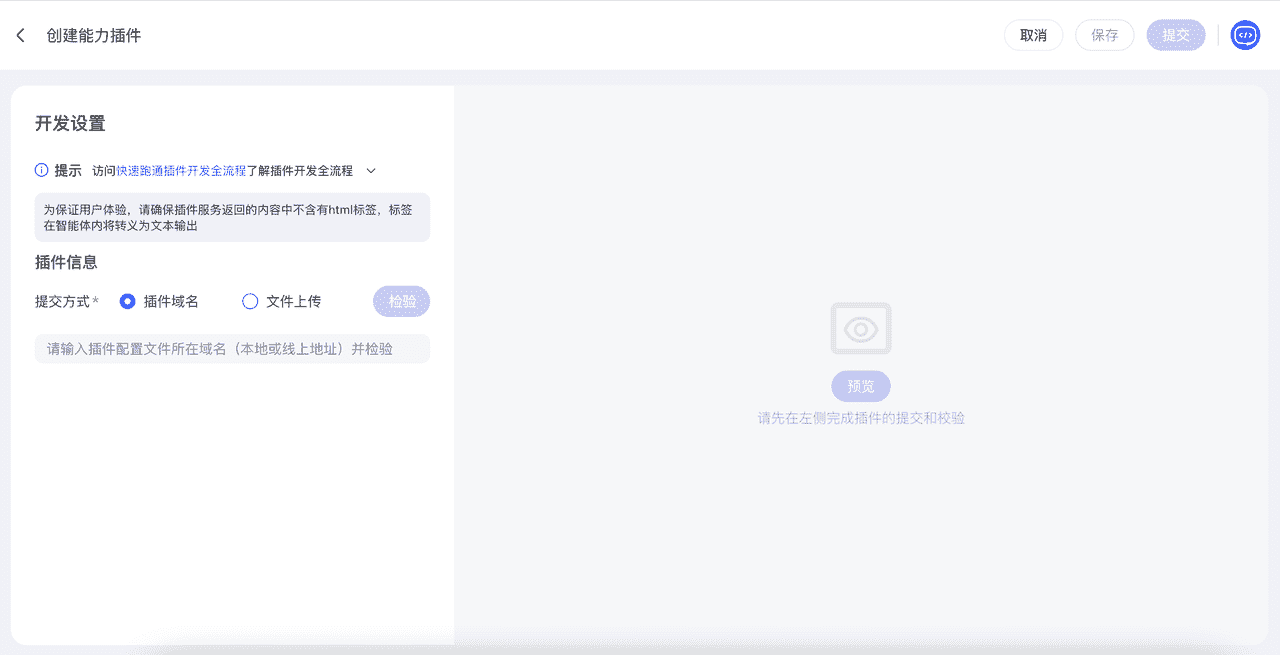 创建能力插件
取消
保存
提交
开发设置
提示 访问快速跑通插件开发全流程了解插件开发全流程
为保证用户体验，请确保插件服务返回的内容中不含有html标签，标签
在智能体内将转义为文本输出
插件信息
提交方式* 插件域名 文件上传 检验
请输入插件配置文件所在域名（本地或线上地址）并检验
预览
请先在左侧完成插件的提交和校验